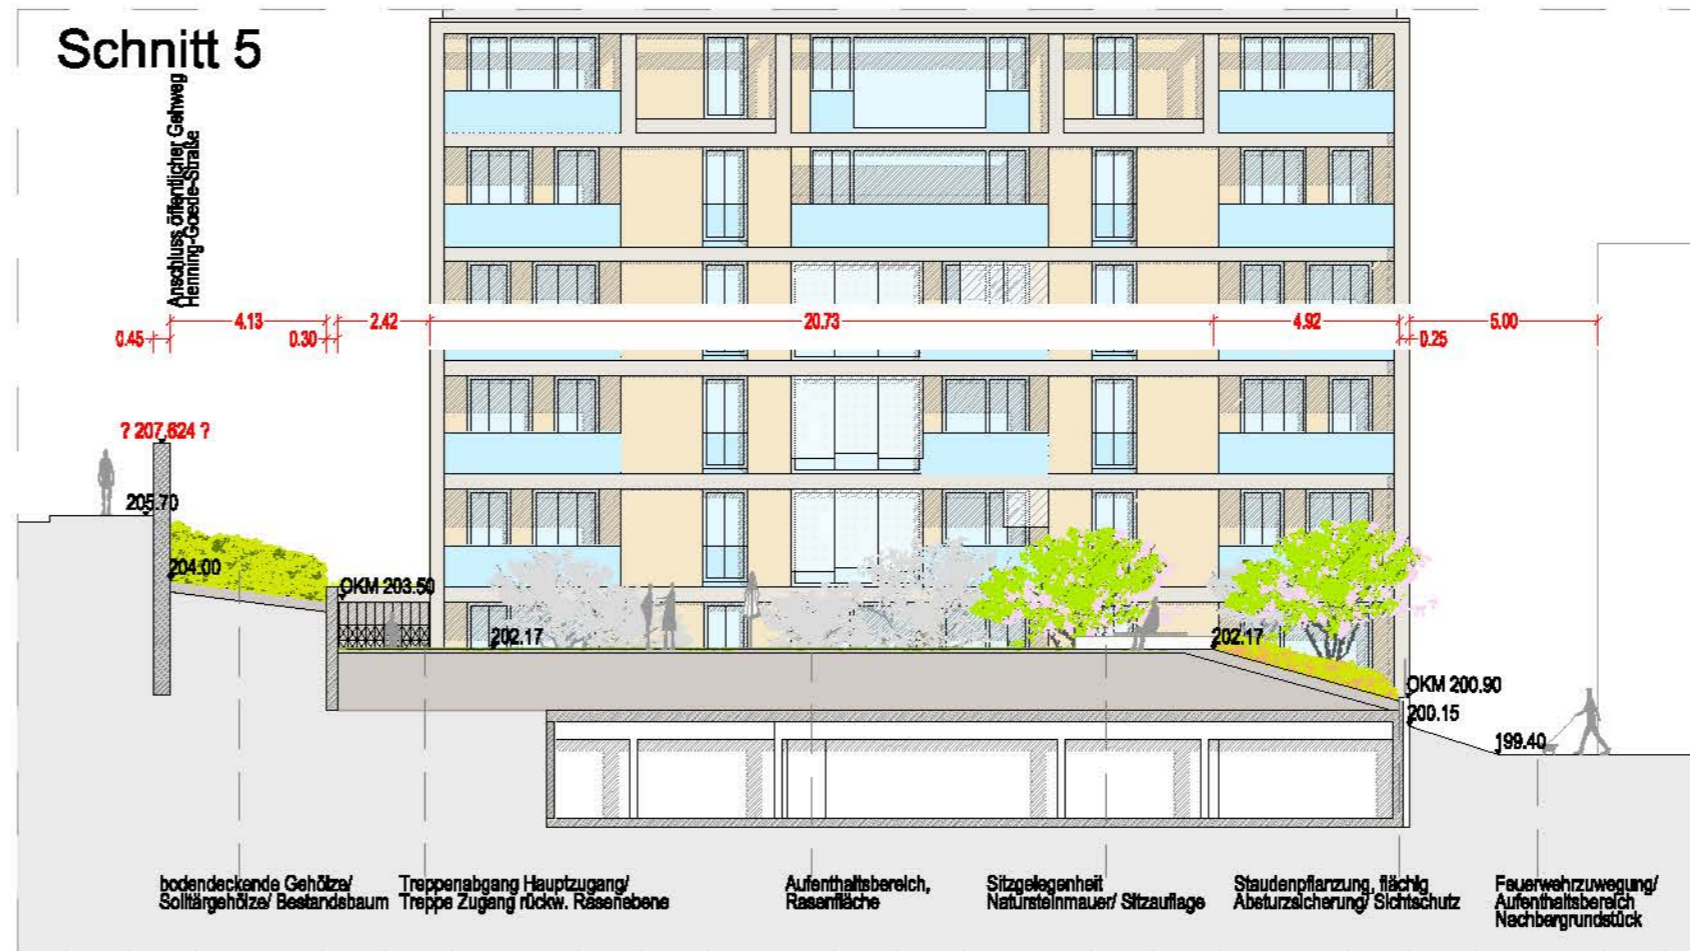 Schnitt 5
Anschluss öffentlicher Gehweg
Henning-Goede-Straße
4.13
2.42
20.73
4.92
5.00
0.45
0.30
0.25
? 207.624 ?
205.70
204.00
OKM 203.50
202.17
202.17
OKM 200.90
200.15
199.40
bodendeckende Gehölze/
Solitärgehölze/ Bestandsbaum
Treppenabgang Hauptzugang/
Treppe Zugang rückw. Rasenebene
Aufenthaltsbereich,
Rasenfläche
Sitzgelegenheit
Natursteinmauer/ Sitzauflage
Staudenpflanzung, flächig
Absturzsicherung/ Sichtschutz
Feuerwehrzuwegung/
Aufenthaltsbereich
Nachbargrundstück